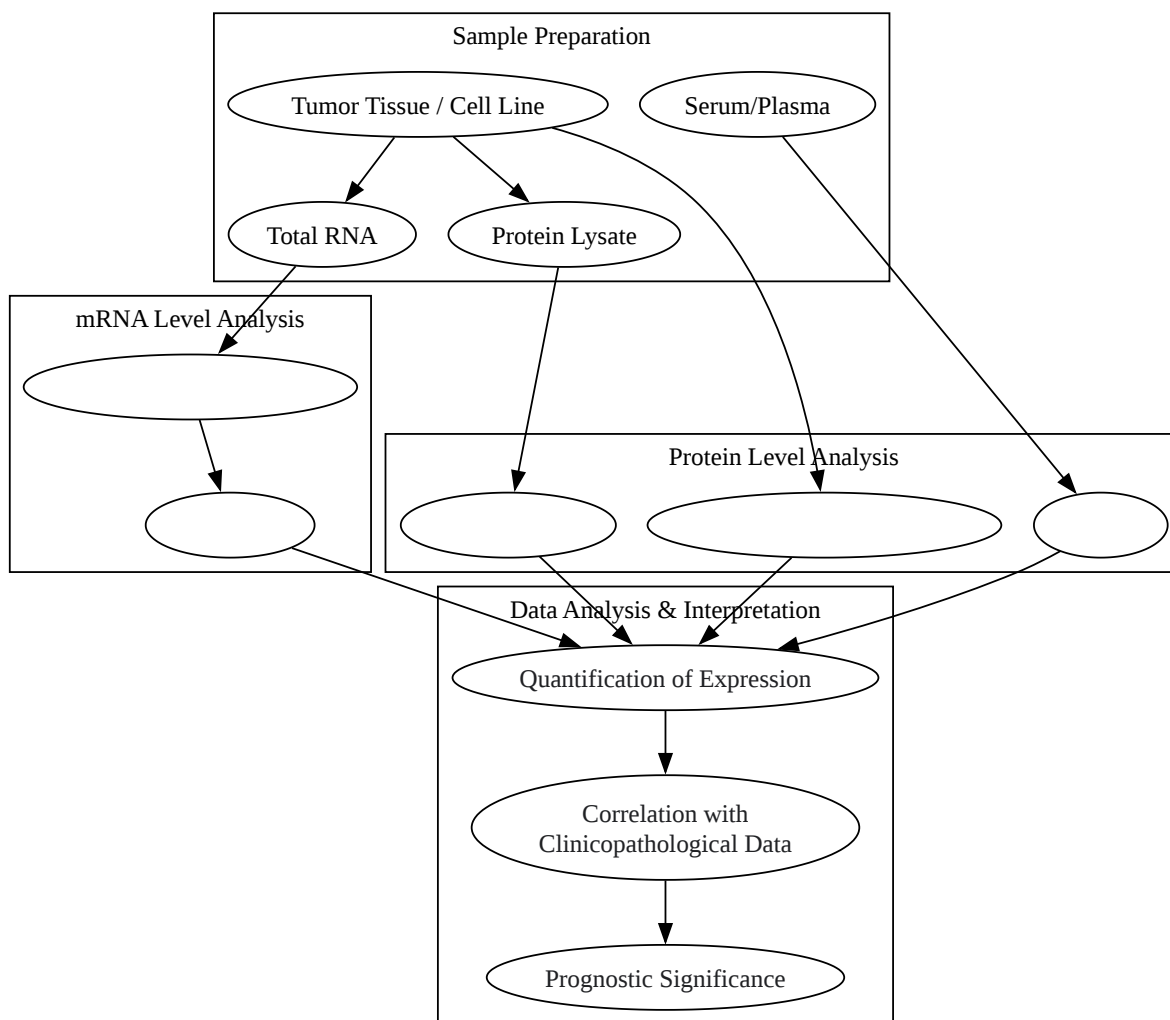 Sample Preparation
Tumor Tissue / Cell Line
Serum/Plasma
Total RNA
Protein Lysate
mRNA Level Analysis
Protein Level Analysis
Data Analysis & Interpretation
Quantification of Expression
Correlation with
Clinicopathological Data
Prognostic Significance